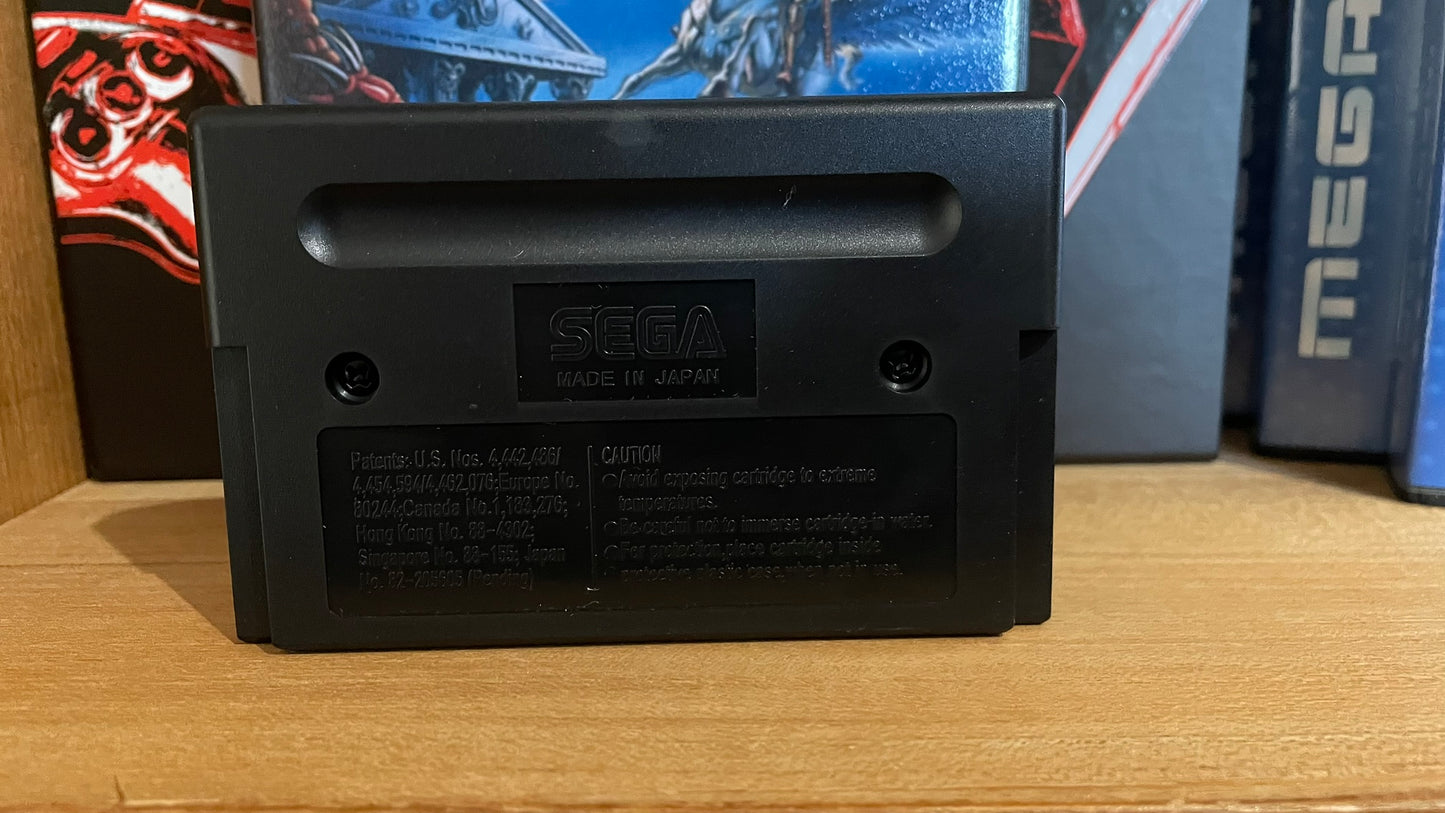 SEGA
MADE IN JAPAN
Patents: U.S. Nos. 4,442,486/
4,454,594/4,462,076;Europe No.
80244;Canada No.1,183,276;
Hong Kong No. 88-4302;
Singapore No. 88-155; Japan
No. 82-205605 (Pending)
CAUTION
●Avoid exposing cartridge to extreme
temperatures.
●Be careful not to immerse cartridge in water.
●For protection,place cartridge inside
protective plastic case when not in use.
MEGA